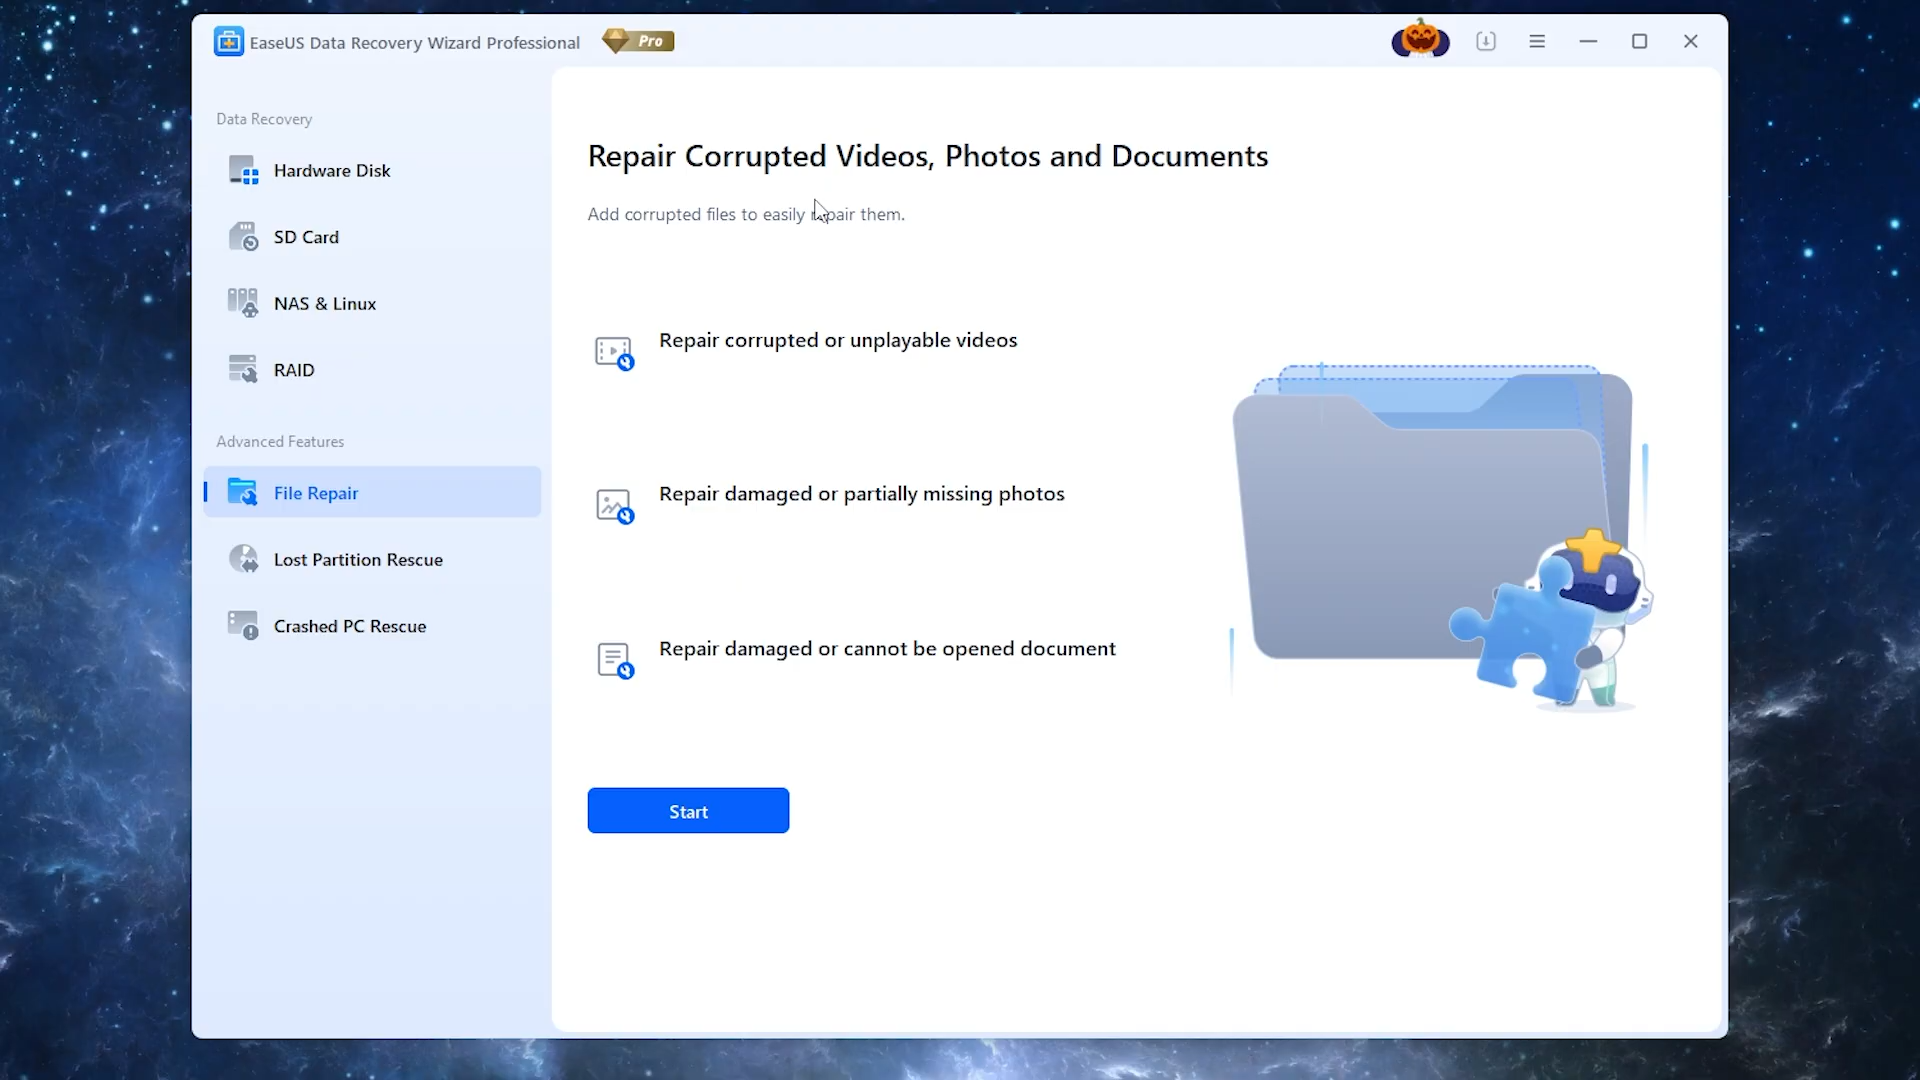 EaseUS Data Recovery Wizard Professional
Pro
Data Recovery
Hardware Disk
SD Card
NAS & Linux
RAID
Advanced Features
File Repair
Lost Partition Rescue
Crashed PC Rescue
Repair Corrupted Videos, Photos and Documents
Add corrupted files to easily repair them.
Repair corrupted or unplayable videos
Repair damaged or partially missing photos
Repair damaged or cannot be opened document
Start